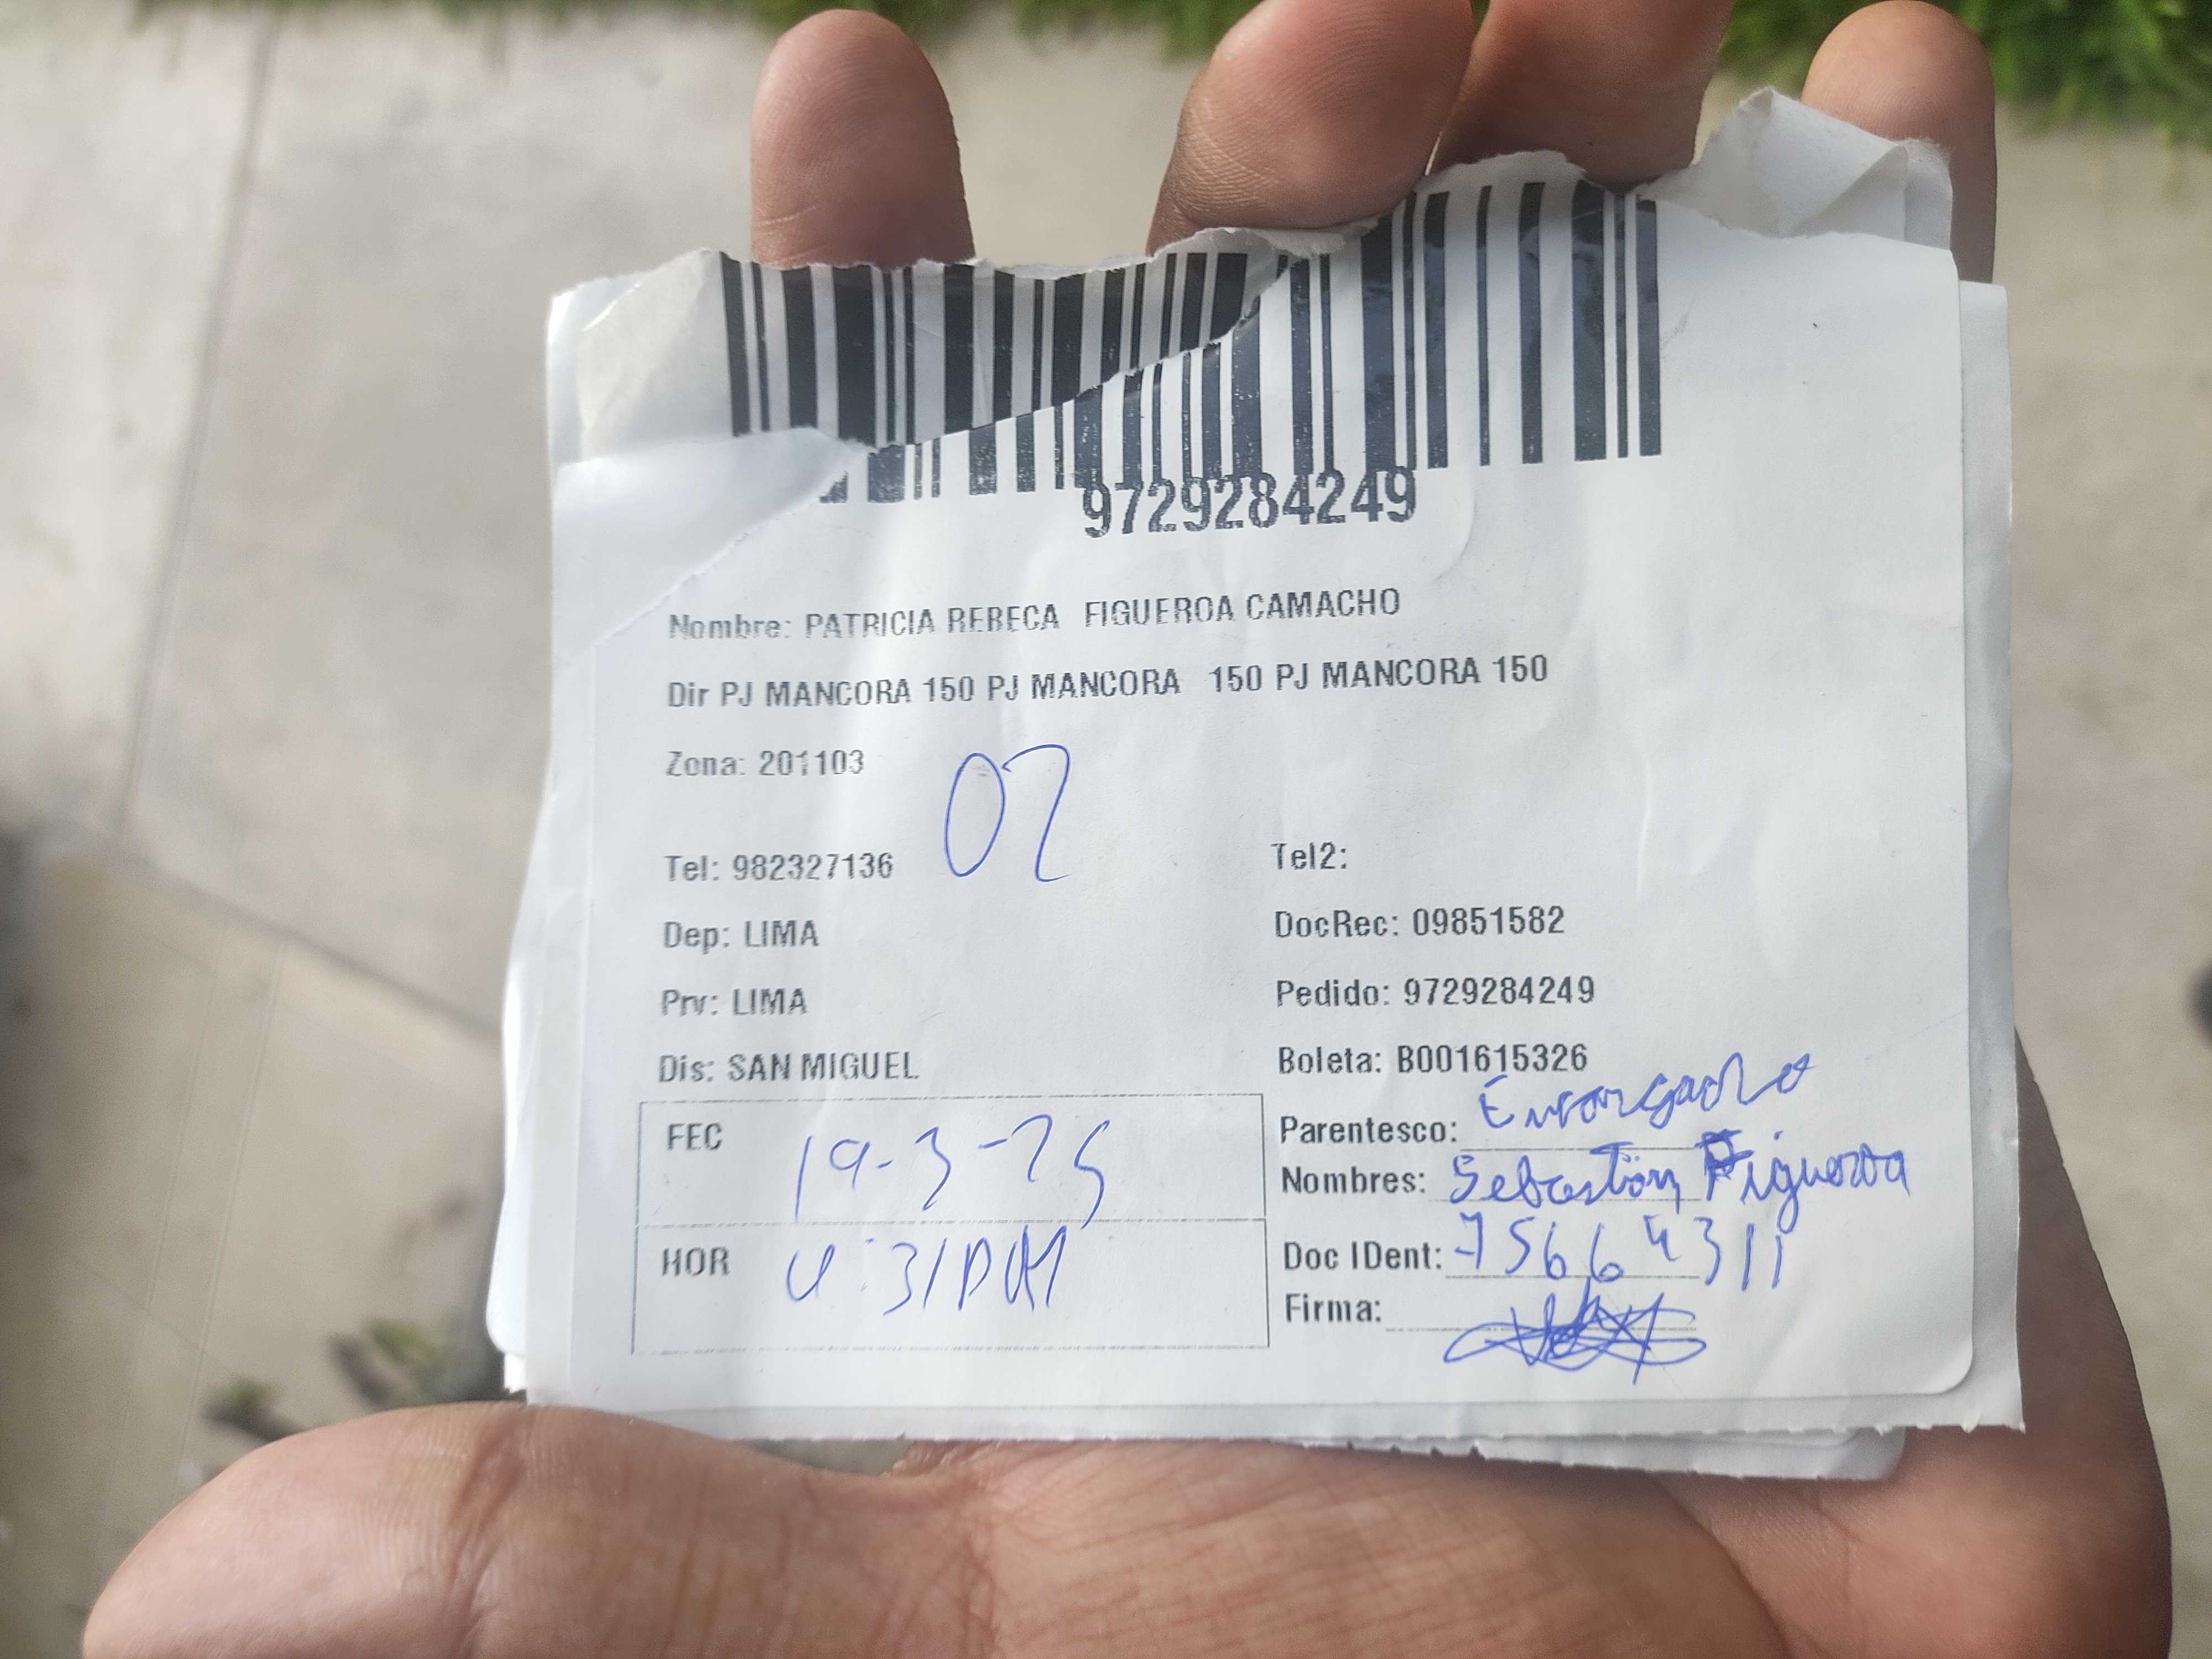 9729284249
Nombre: PATRICIA REBECA FIGUEROA CAMACHO
Dir PJ MANCORA 150 PJ MANCORA 150 PJ MANCORA 150
Zona: 201103
02
Tel: 982327136 Tel2:
Dep: LIMA DocRec: 09851582
Prv: LIMA Pedido: 9729284249
Dis: SAN MIGUEL Boleta: B001615326
FEC 19-3-25 Parentesco: Encargado
Nombres: Sebastian Figueroa
HOR 4:31PM Doc IDent: 75664311
Firma: